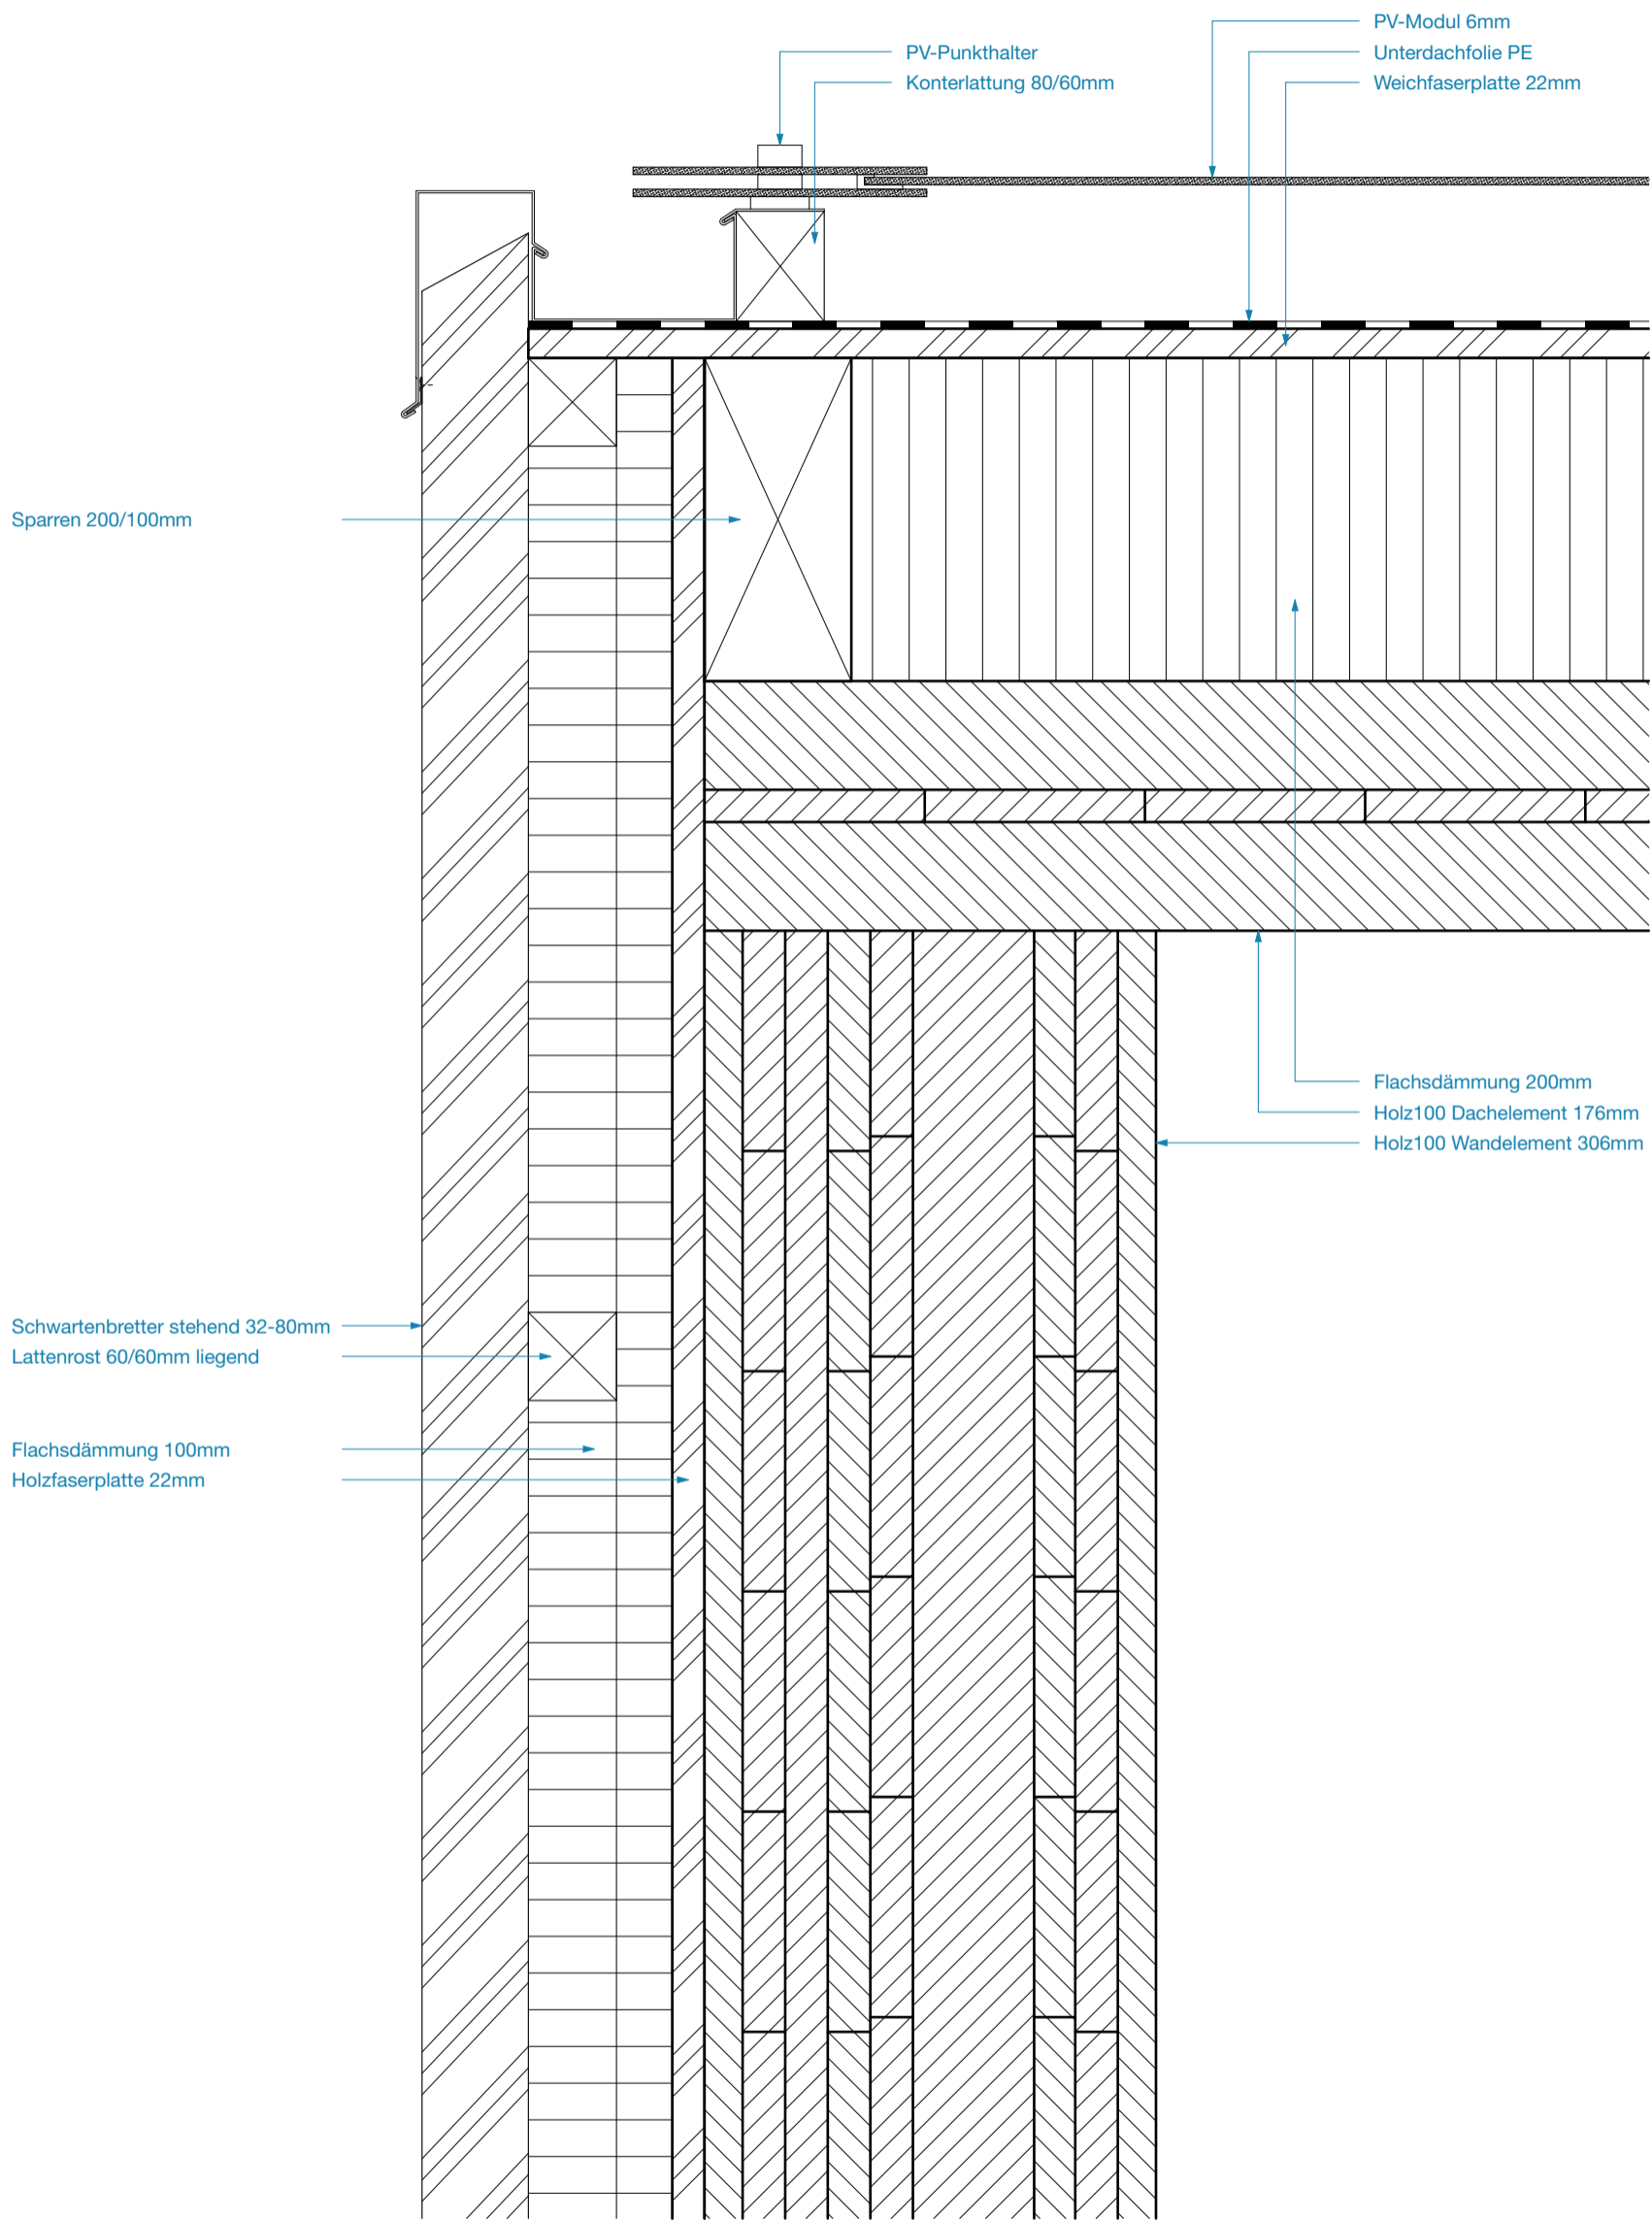 PV-Modul 6mm
PV-Punkthalter
Unterdachfolie PE
Konterlattung 80/60mm
Weichfaserplatte 22mm
Sparren 200/100mm
Flachsdämmung 200mm
Holz100 Dachelement 176mm
Holz100 Wandelement 306mm
Schwartenbretter stehend 32-80mm
Lattenrost 60/60mm liegend
Flachsdämmung 100mm
Holzfaserplatte 22mm